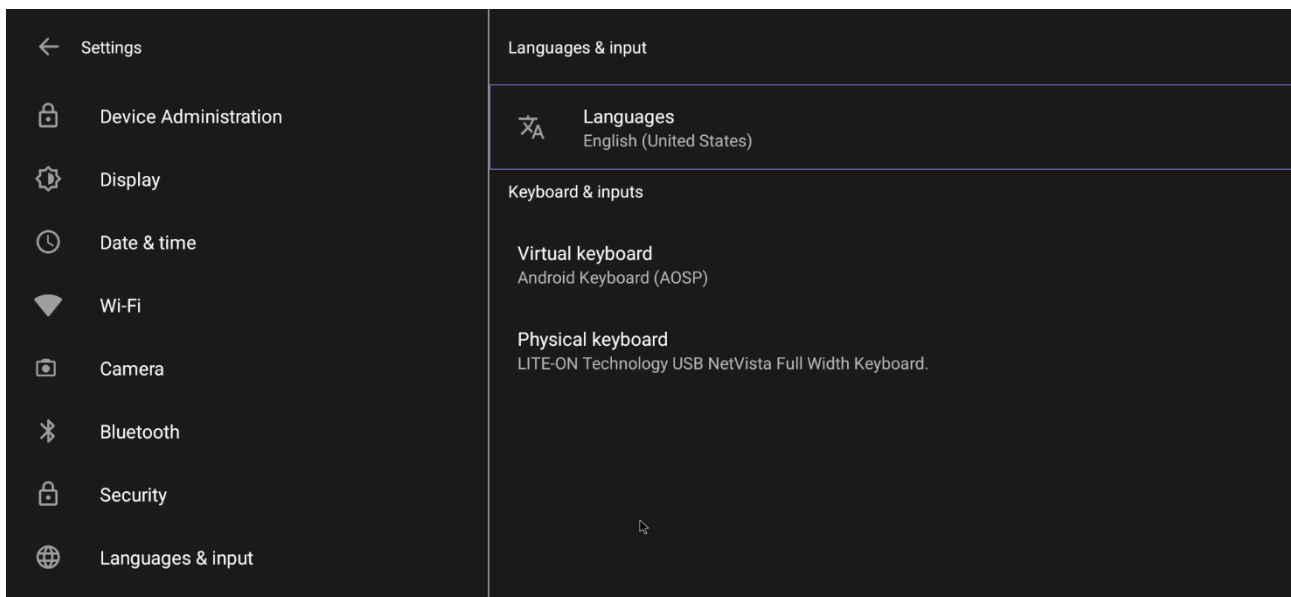 Settings
Device Administration
Display
Date & time
Wi-Fi
Camera
Bluetooth
Security
Languages & input
Languages & input
Languages
English (United States)
Keyboard & inputs
Virtual keyboard
Android Keyboard (AOSP)
Physical keyboard
LITE-ON Technology USB NetVista Full Width Keyboard.